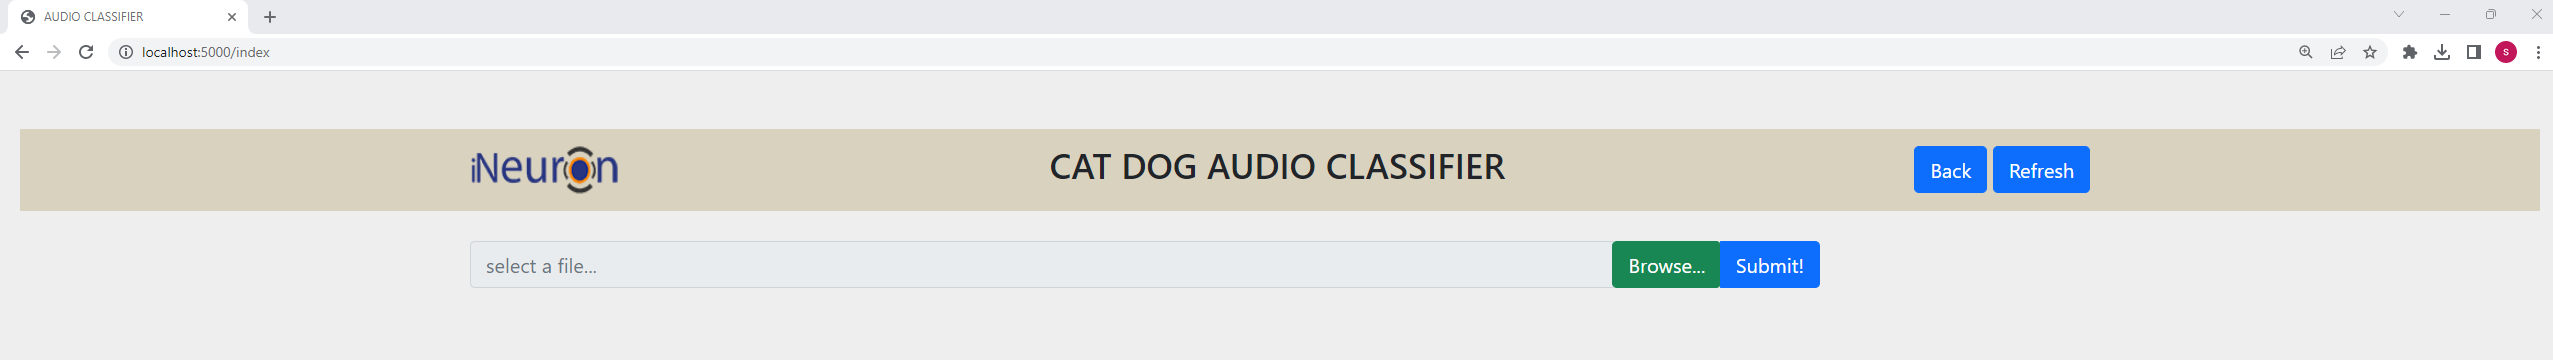 AUDIO CLASSIFIER
localhost:5000/index
S
iNeuron
CAT DOG AUDIO CLASSIFIER
Back
Refresh
select a file...
Browse...
Submit!